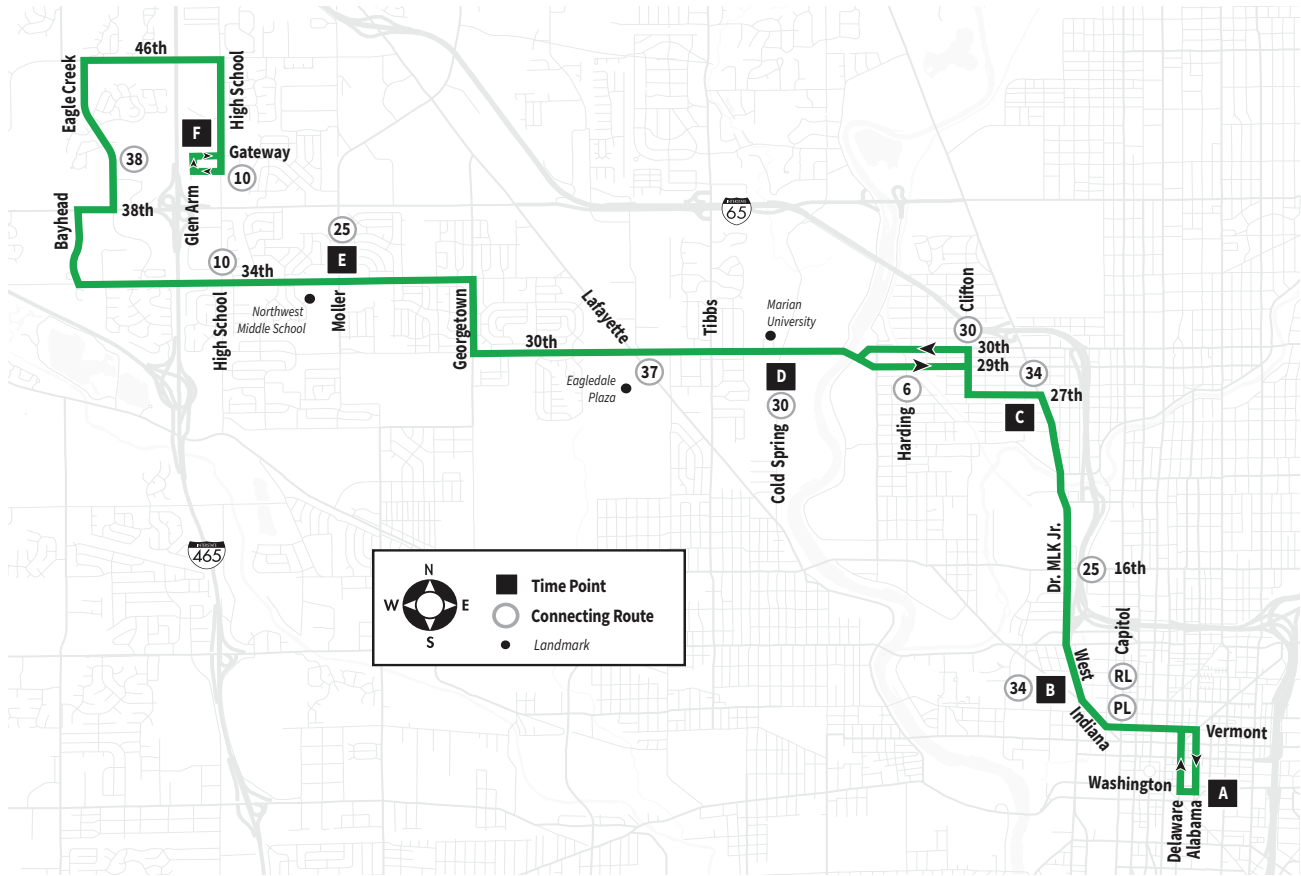 46th
Eagle Creek
High School
F
Gateway
38
10
Glen Arm
38th
Bayhead
25
E
10
34th
High School
Northwest
Middle School
Moller
Georgetown
INTERSTATE
65
Lafayette
Tibbs
30th
Marian
University
Eagledale
Plaza
37
D
30
Cold Spring
Clifton
30
30th
29th
6
Harding
34
27th
C
INTERSTATE
465
N
W
E
S
Time Point
Connecting Route
Landmark
Dr. MLK Jr.
25
16th
Capitol
RL
PL
West
34
B
Indiana
Vermont
Washington
A
Delaware
Alabama